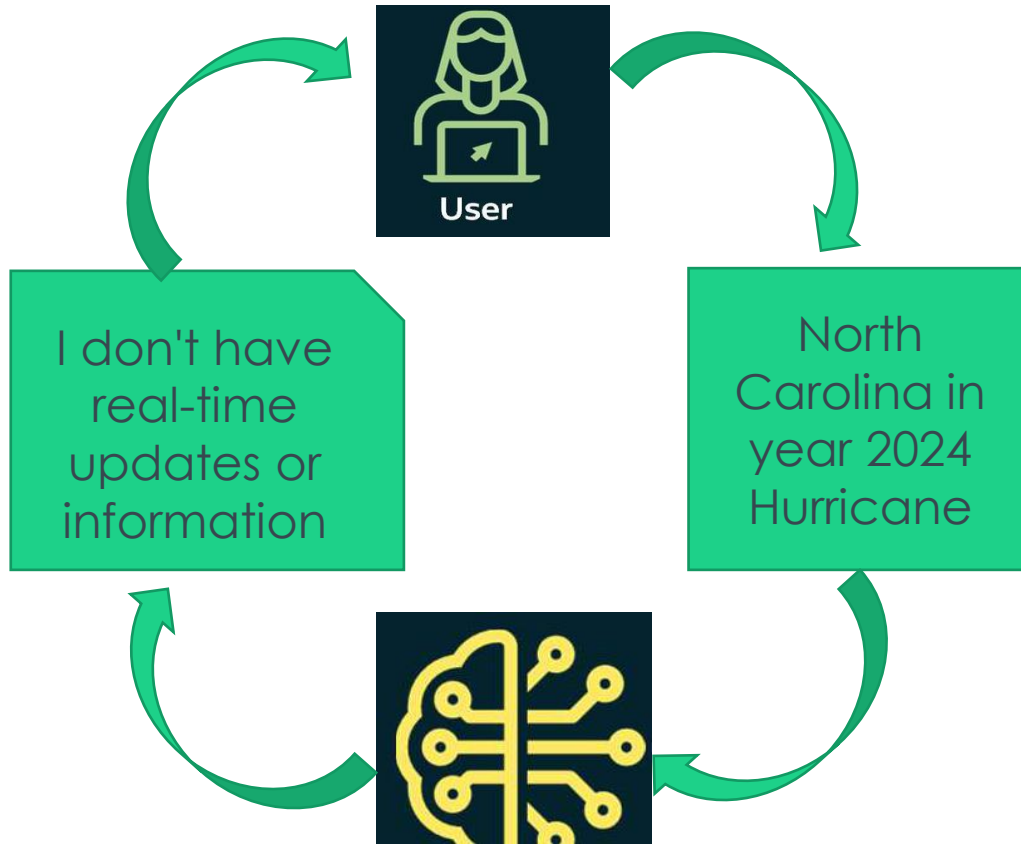 User
North
Carolina in
year 2024
Hurricane
I don't have
real-time
updates or
information